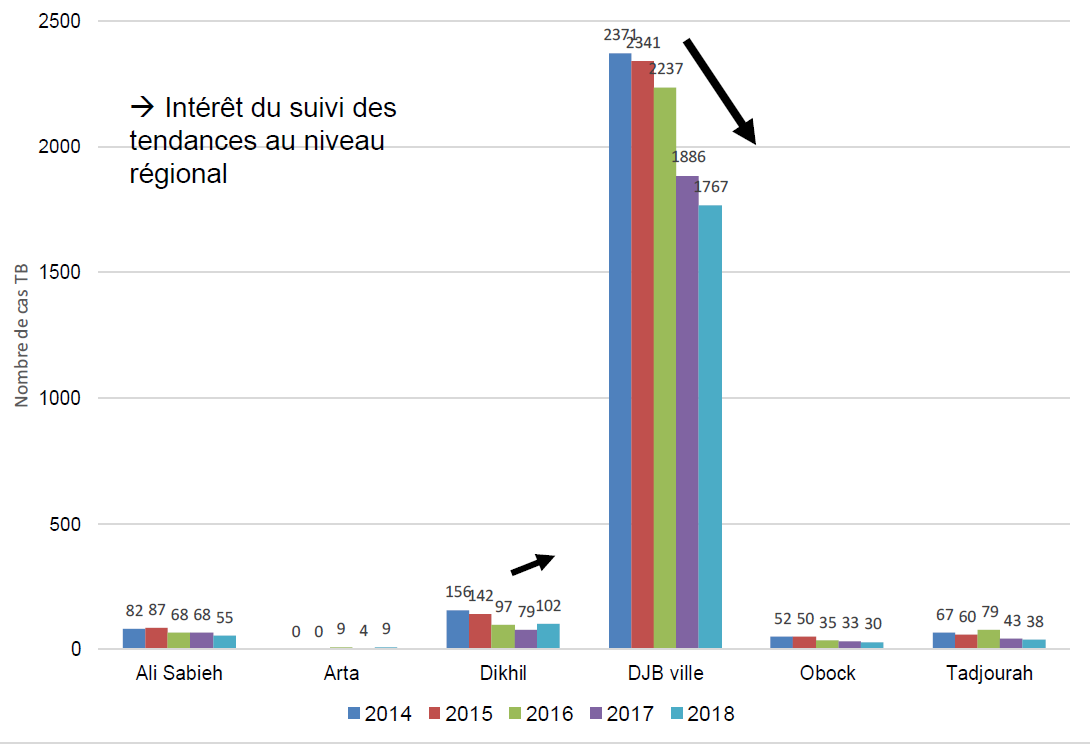 2500
2000
1500
1000
500
0
Nombre de cas TB
→ Intérêt du suivi des
tendances au niveau
régional
82 87 68 68 55
0 0 9 4 9
156 142 97 79 102
2371 2341 2237 1886 1767
52 50 35 33 30
67 60 79 43 38
Ali Sabieh Arta Dikhil DJB ville Obock Tadjourah
2014 2015 2016 2017 2018